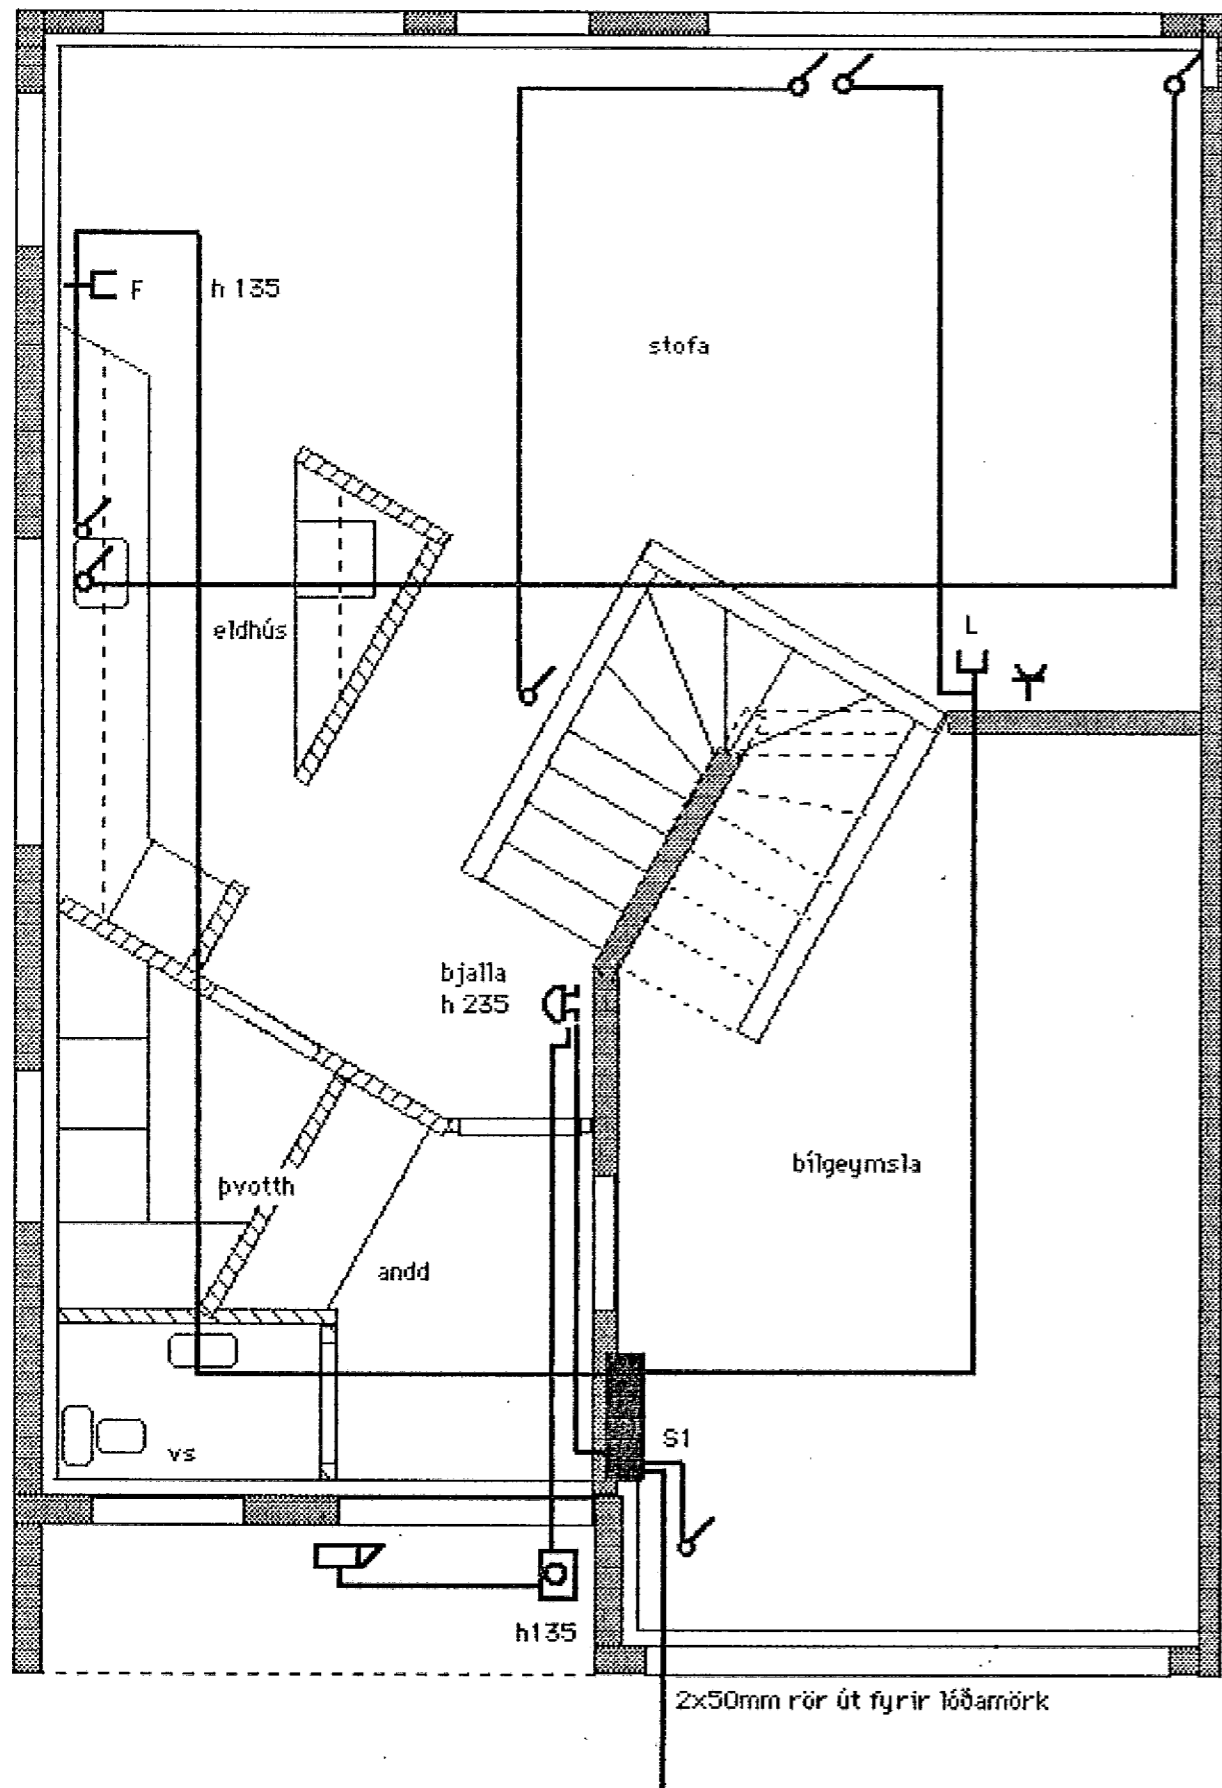 F
h 135
stofa
eldhús
L
bjalla
h 235
bílgeymsla
þvotth
andd
S1
vs
h135
2x50mm rör út fyrir lóðamörk